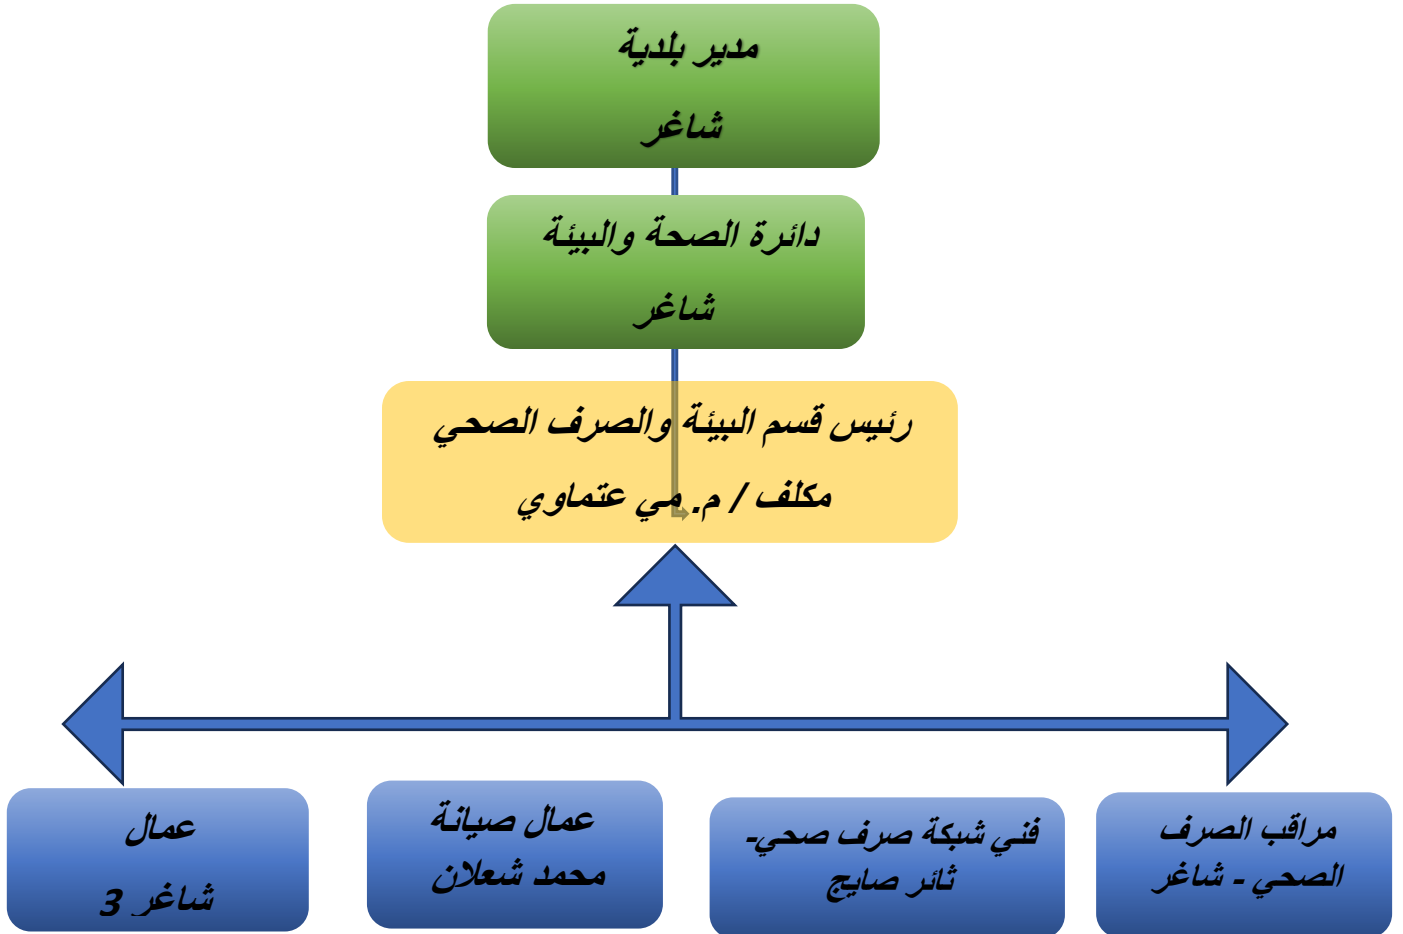 مدير بلدية
شاغر
دائرة الصحة والبيئة
شاغر
رئيس قسم البيئة والصرف الصحي
مكلف / م. مي عتماوي
مراقب الصرف
الصحي - شاغر
فني شبكة صرف صحي-
ثائر صايج
عمال صيانة
محمد شعلان
عمال
شاغر 3